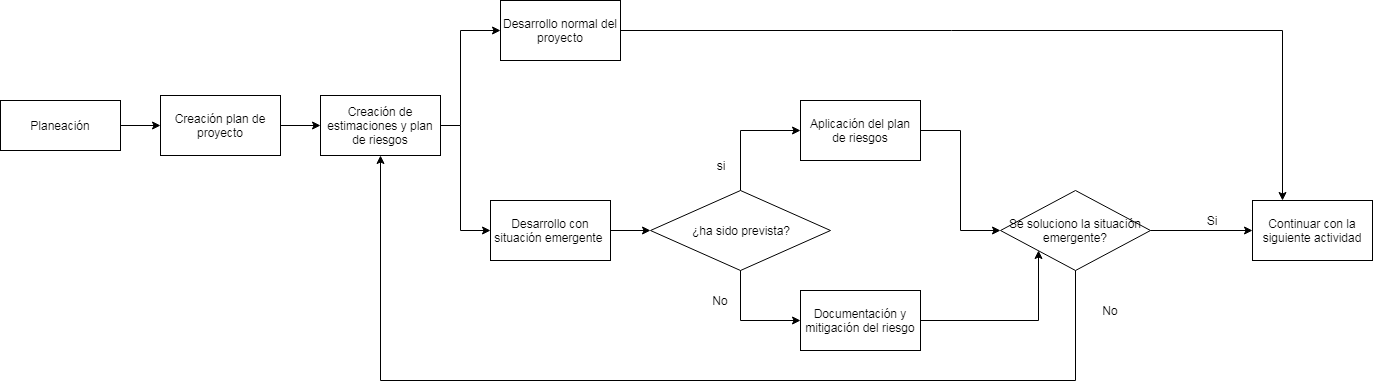 Desarrollo normal del
proyecto
Planeación
Creación plan de
proyecto
Creación de
estimaciones y plan
de riesgos
Aplicación del plan
de riesgos
si
Desarrollo con
situación emergente
¿ha sido prevista?
Se soluciono la situación
emergente?
Si
Continuar con la
siguiente actividad
No
Documentación y
mitigación del riesgo
No